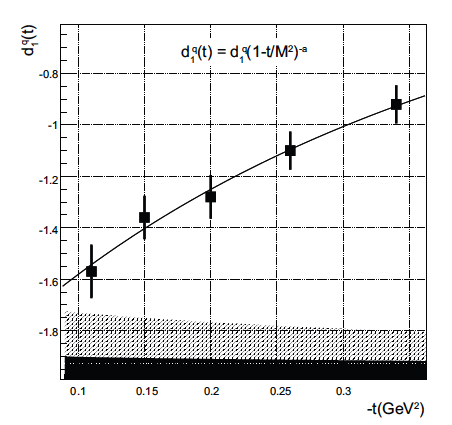 d₁^q(t)
d₁^q(t) = d₁^q(1-t/M²)^-a
-0.8
-1
-1.2
-1.4
-1.6
-1.8
0.1 0.15 0.2 0.25 0.3
-t(GeV²)